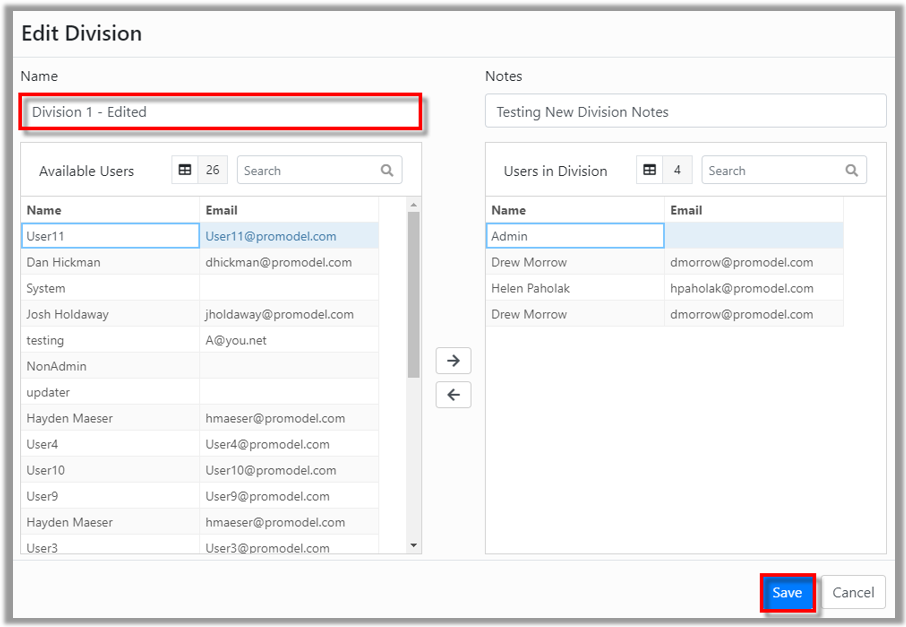 Edit Division
Name
Notes
Division 1 - Edited
Testing New Division Notes
Available Users 26 Search
Name Email
User11 User11@promodel.com
Dan Hickman dhickman@promodel.com
System
Josh Holdaway jholdaway@promodel.com
testing A@you.net
NonAdmin
updater
Hayden Maeser hmaeser@promodel.com
User4 User4@promodel.com
User10 User10@promodel.com
User9 User9@promodel.com
Hayden Maeser hmaeser@promodel.com
User3 User3@promodel.com
Users in Division 4 Search
Name Email
Admin
Drew Morrow dmorrow@promodel.com
Helen Paholak hpaholak@promodel.com
Drew Morrow dmorrow@promodel.com
Save Cancel